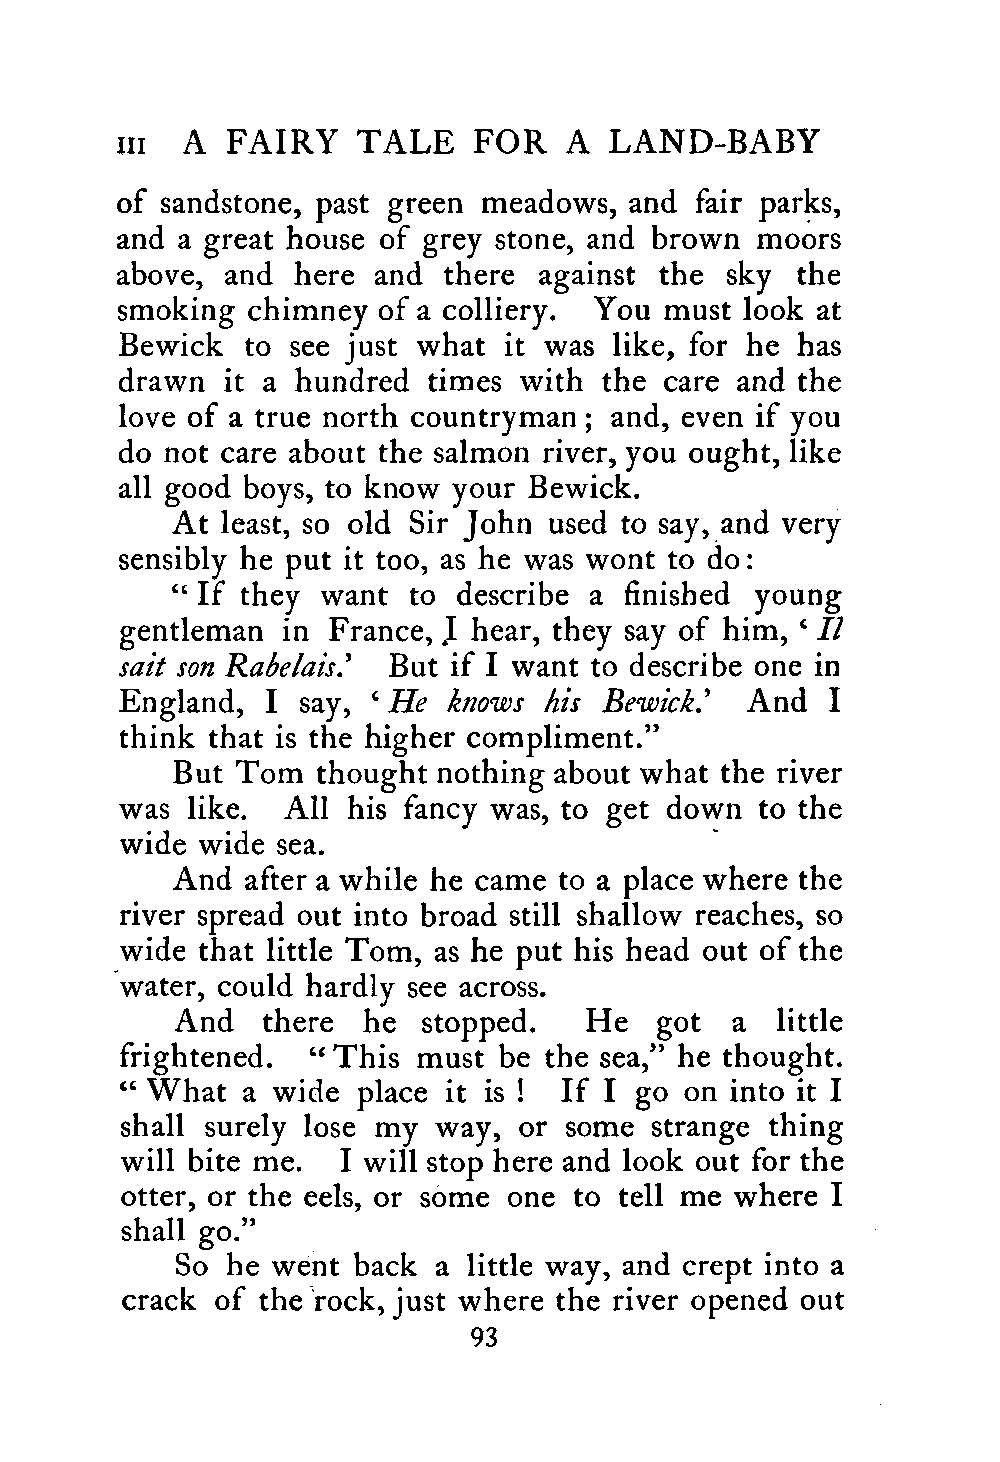 III A FAIRY TALE FOR A LAND-BABY
of sandstone, past green meadows, and fair parks,
and a great house of grey stone, and brown moors
above, and here and there against the sky the
smoking chimney of a colliery. You must look at
Bewick to see just what it was like, for he has
drawn it a hundred times with the care and the
love of a true north countryman; and, even if you
do not care about the salmon river, you ought, like
all good boys, to know your Bewick.
At least, so old Sir John used to say, and very
sensibly he put it too, as he was wont to do:
“If they want to describe a finished young
gentleman in France, I hear, they say of him, ‘Il
sait son Rabelais.’ But if I want to describe one in
England, I say, ‘He knows his Bewick.’ And I
think that is the higher compliment.”
But Tom thought nothing about what the river
was like. All his fancy was, to get down to the
wide wide sea.
And after a while he came to a place where the
river spread out into broad still shallow reaches, so
wide that little Tom, as he put his head out of the
water, could hardly see across.
And there he stopped. He got a little
frightened. “This must be the sea,” he thought.
“What a wide place it is! If I go on into it I
shall surely lose my way, or some strange thing
will bite me. I will stop here and look out for the
otter, or the eels, or some one to tell me where I
shall go.”
So he went back a little way, and crept into a
crack of the rock, just where the river opened out
93